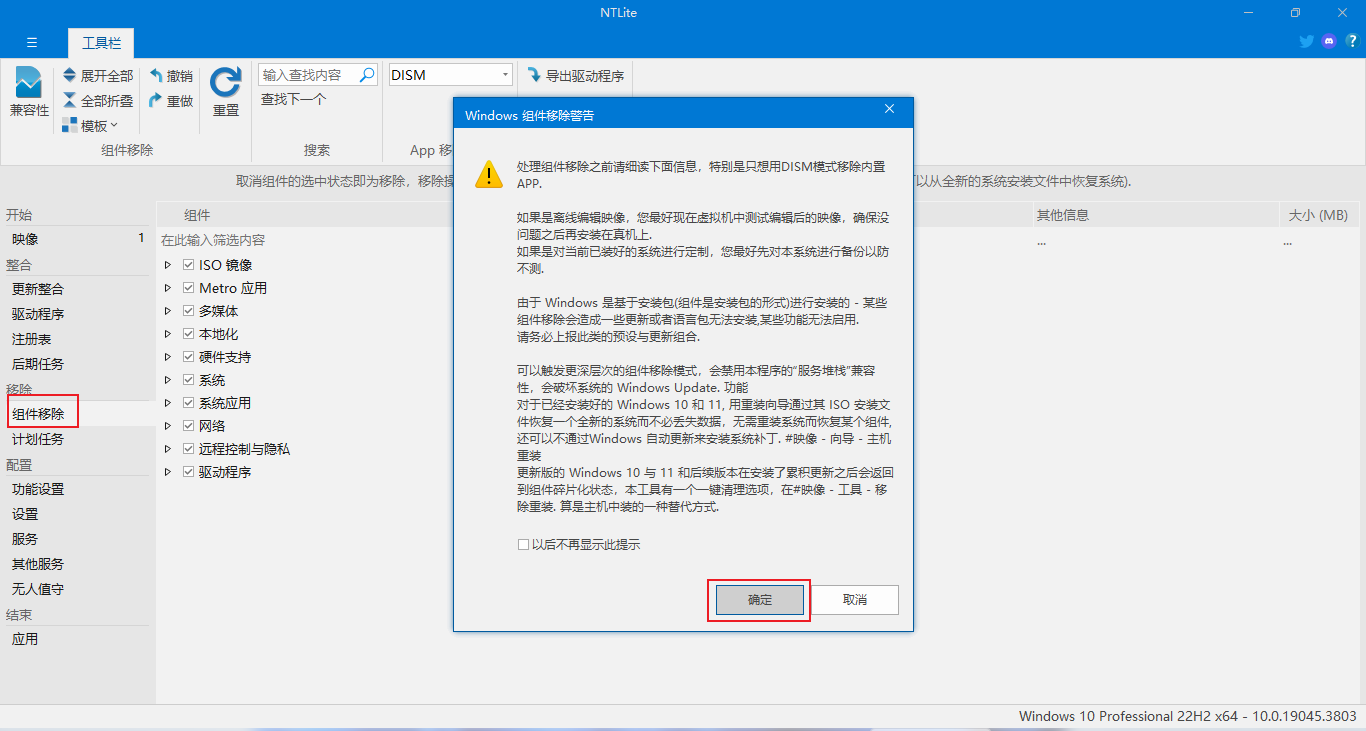 NTLite
工具栏
兼容性
展开全部
全部折叠
模板
撤销
重做
重置
组件移除
输入查找内容
查找下一个
搜索
DISM
App 移
导出驱动程序
取消组件的选中状态即为移除，移除操
可以从全新的系统安装文件中恢复系统).
开始
映像 1
整合
更新整合
驱动程序
注册表
后期任务
移除
组件移除
计划任务
配置
功能设置
设置
服务
其他服务
无人值守
结束
应用
组件
其他信息
大小 (MB)
在此输入筛选内容
...
...
ISO 镜像
Metro 应用
多媒体
本地化
硬件支持
系统
系统应用
网络
远程控制与隐私
驱动程序
Windows 组件移除警告
处理组件移除之前请细读下面信息，特别是只想用DISM模式移除内置
APP.
如果是离线编辑映像，您最好现在虚拟机中测试编辑后的映像，确保没
问题之后再安装在真机上.
如果是对当前已装好的系统进行定制，您最好先对本系统进行备份以防
不测.
由于 Windows 是基于安装包(组件是安装包的形式)进行安装的 - 某些
组件移除会造成一些更新或者语言包无法安装,某些功能无法启用.
请务必上报此类的预设与更新组合.
可以触发更深层次的组件移除模式，会禁用本程序的“服务堆栈”兼容
性，会破坏系统的 Windows Update. 功能
对于已经安装好的 Windows 10 和 11, 用重装向导通过其 ISO 安装文
件恢复一个全新的系统而不必丢失数据，无需重装系统而恢复某个组件,
还可以不通过Windows 自动更新来安装系统补丁. #映像 - 向导 - 主机
重装
更新版的 Windows 10 与 11 和后续版本在安装了累积更新之后会返回
到组件碎片化状态，本工具有一个一键清理选项，在#映像 - 工具 - 移
除重装. 算是主机中装的一种替代方式.
以后不再显示此提示
确定
取消
Windows 10 Professional 22H2 x64 - 10.0.19045.3803